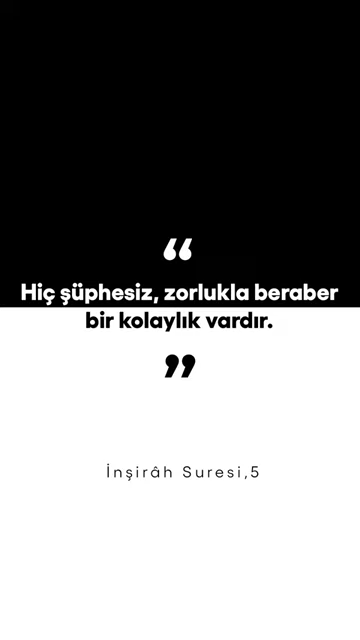 “
Hiç şüphesiz, zorlukla beraber
bir kolaylık vardır.
”
İnşirâh Suresi,5